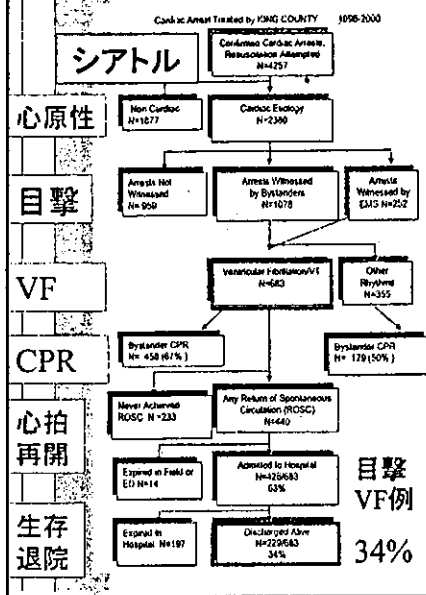 Cardiac Arrest Treated by KING COUNTY 1998-2000
シアトル
Confirmed Cardiac Arrests,
Resuscitation Attempted
心原性
Non Cardiac
N=1877
Cardiac Etiology
N=2380
目撃
Arrests Not
Witnessed
N=950
Arrests Witnessed
by Bystanders
N=1078
Arrests
Witnessed by
EMS N=252
VF
Ventricular Fibrillation/VT
N=683
Other
Rhythms
N=355
CPR
Bystander CPR
N= 458 (67%)
Bystander CPR
N= 179 (50%)
心拍
再開
Never Achieved
ROSC N=233
Any Return of Spontaneous
Circulation (ROSC)
N=440
Expired in Field or
ED N=14
Admitted to Hospital
N=426/683
63%
目撃
VF例
34%
生存
退院
Expired in
Hospital N=197
Discharged Alive
N=229/683
34%